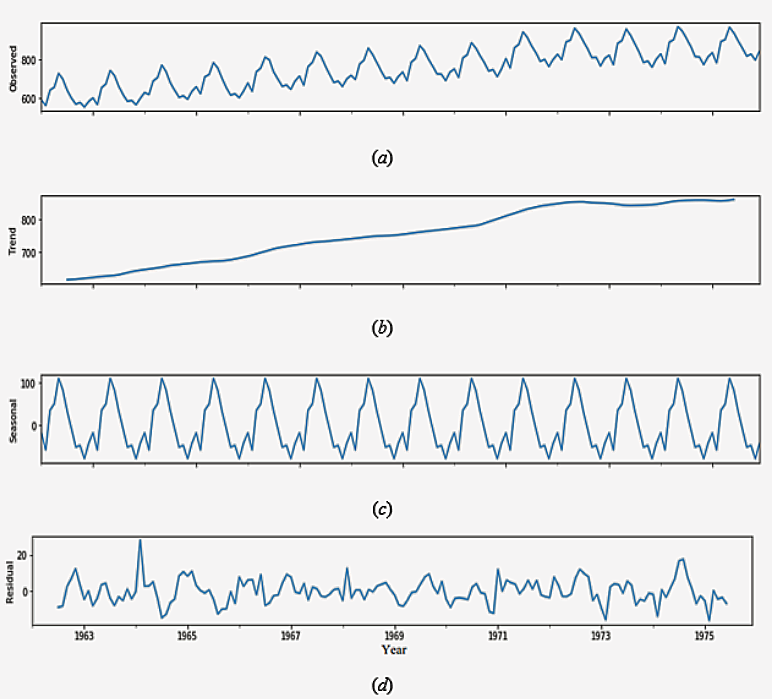 Observed
800
600
(a)
Trend
800
700
(b)
Seasonal
100
0
(c)
Residual
20
0
1963 1965 1967 1969 1971 1973 1975
Year
(d)